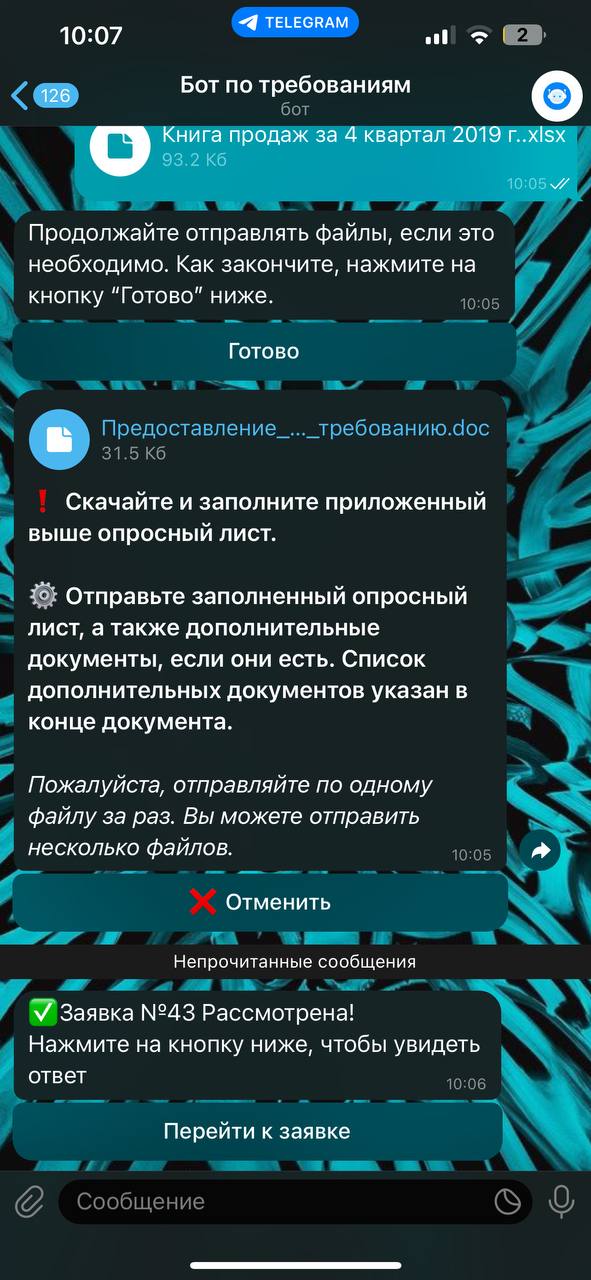 10:07
TELEGRAM
2
126
Бот по требованиям
бот
Книга продаж за 4 квартал 2019 г..xlsx
93.2 Кб
10:05
Продолжайте отправлять файлы, если это
необходимо. Как закончите, нажмите на
кнопку “Готово” ниже.
10:05
Готово
Предоставление_..._требованию.doc
31.5 Кб
Скачайте и заполните приложенный
выше опросный лист.
Отправьте заполненный опросный
лист, а также дополнительные
документы, если они есть. Список
дополнительных документов указан в
конце документа.
Пожалуйста, отправляйте по одному
файлу за раз. Вы можете отправить
несколько файлов.
10:05
Отменить
Непрочитанные сообщения
Заявка №43 Рассмотрена!
Нажмите на кнопку ниже, чтобы увидеть
ответ
10:06
Перейти к заявке
Сообщение